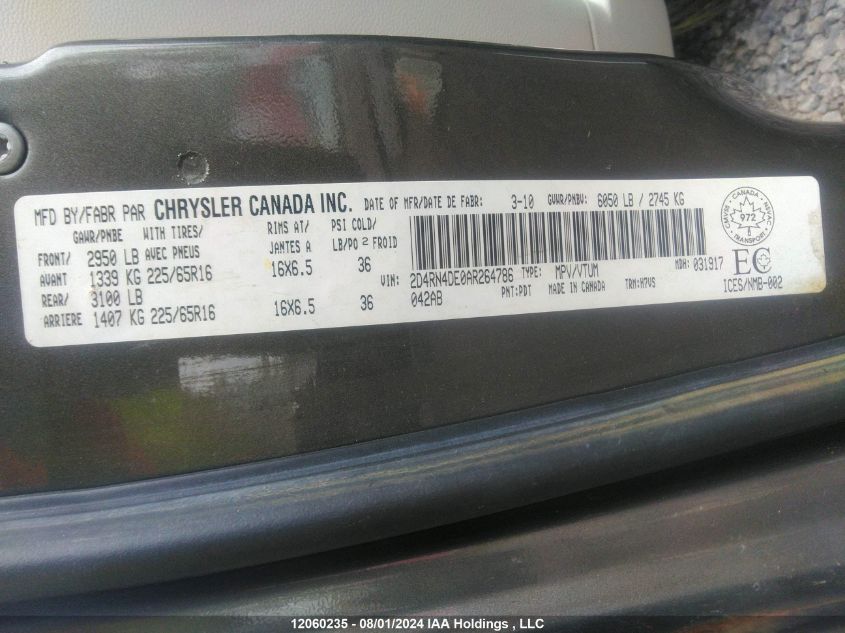 MFD BY/FABR PAR CHRYSLER CANADA INC. DATE OF MFR/DATE DE FABR: 3-10 GVWR/PNBV: 6050 LB / 2745 KG
GAWR/PNBE WITH TIRES/ RIMS AT/ PSI COLD/
FRONT/ 2950 LB AVEC PNEUS JANTES A LB/PO 2 FROID
AVANT 1339 KG 225/65R16 16X6.5 36
REAR/ 3100 LB
ARRIERE 1407 KG 225/65R16 16X6.5 36
VIN: 2D4RN4DE0AR264786 TYPE: MPV/VTUM MDH: 031917
042AB PNT:PDT MADE IN CANADA TRM:H7VS
CANADA
972
TRANSPORT
EC
ICES/NMB-002
12060235 - 08/01/2024 IAA Holdings , LLC